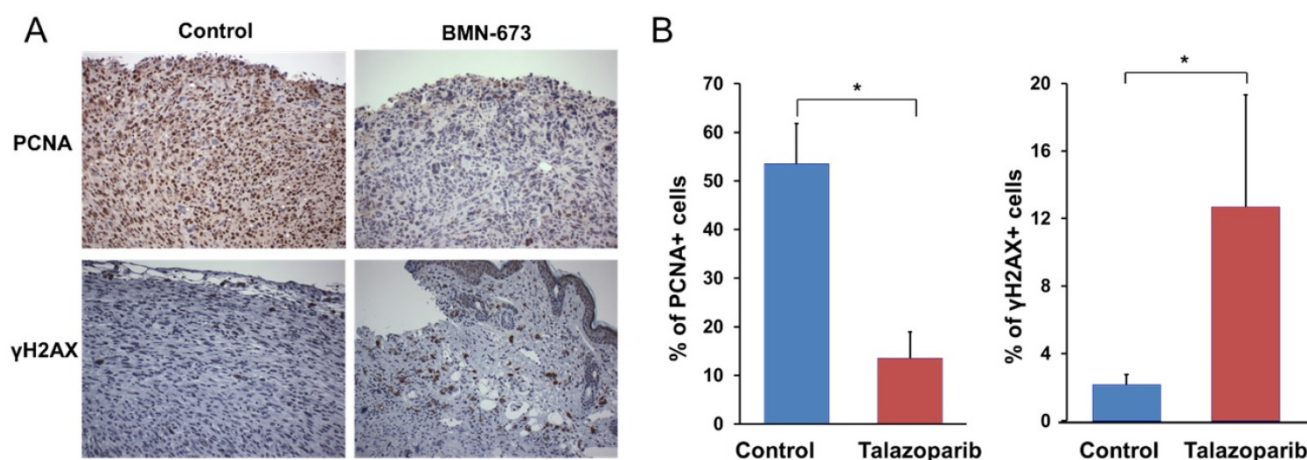 A
Control
BMN-673
PCNA
γH2AX
B
% of PCNA+ cells
70
60
50
40
30
20
10
0
*
Control
Talazoparib
% of γH2AX+ cells
20
16
12
8
4
0
*
Control
Talazoparib